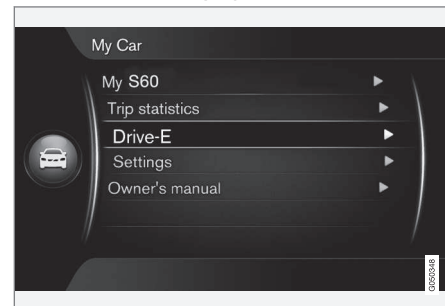 My Car
My S60
Trip statistics
Drive-E
Settings
Owner's manual
G050348